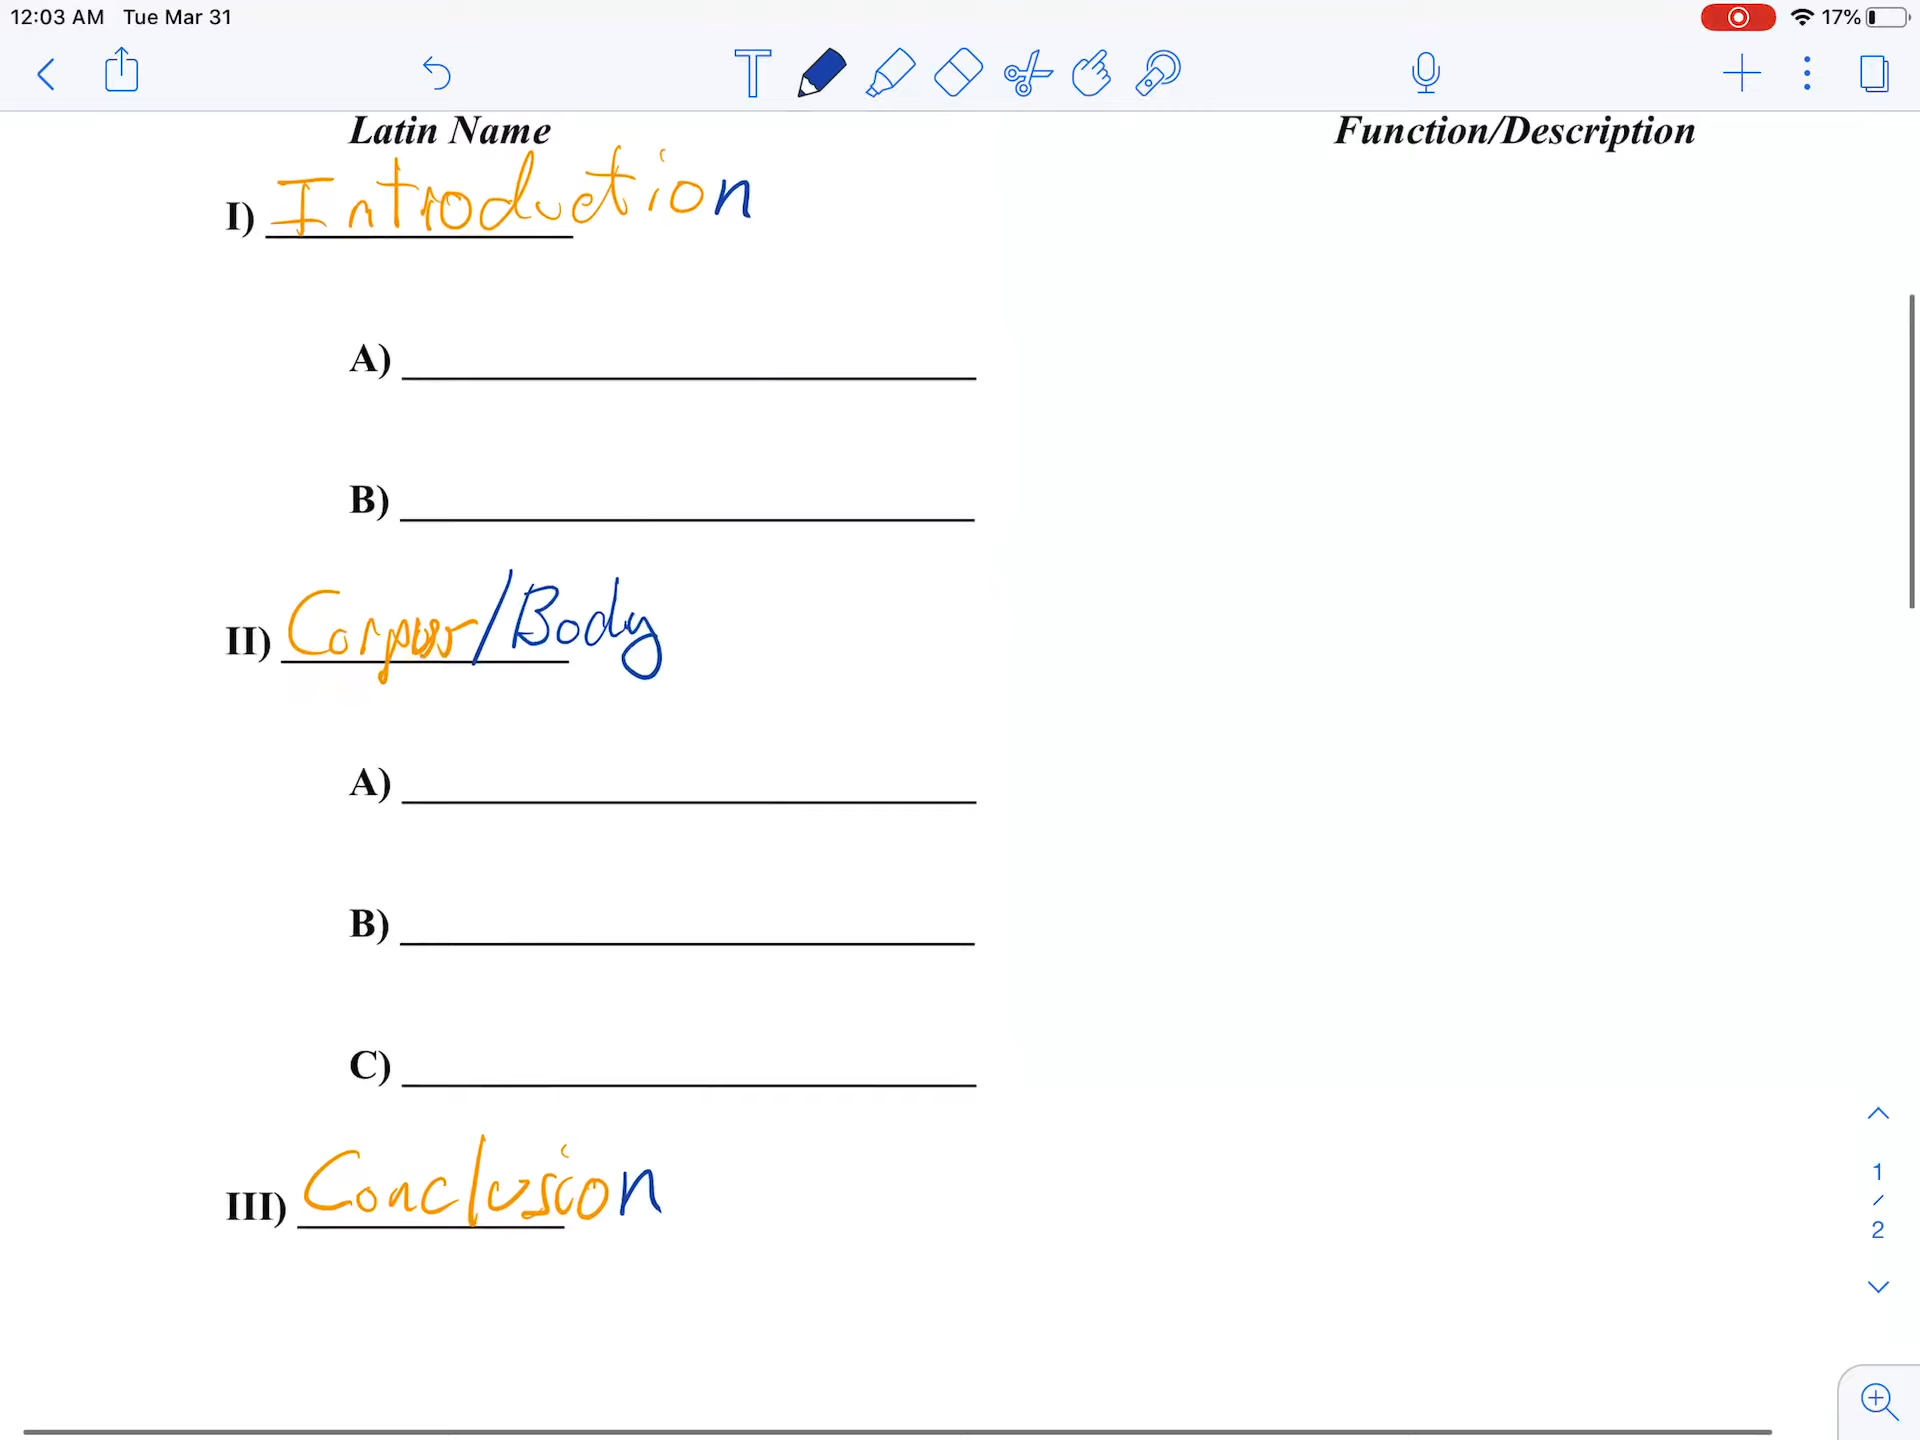 12:03 AM Tue Mar 31 17%
T
Latin Name Function/Description
I) Introduction
A)
B)
II) Corpus/Body
A)
B)
C)
III) Conclusion
1
/
2